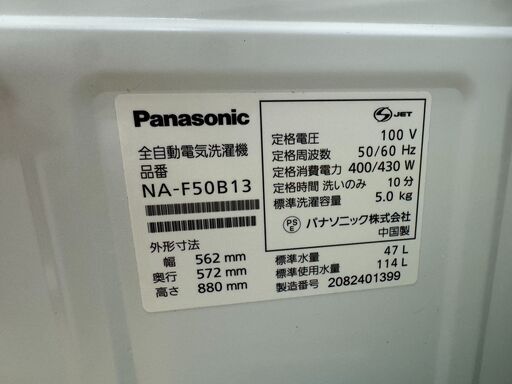 Panasonic
全自動電気洗濯機
品番
NA-F50B13
外形寸法
幅 562 mm
奥行 572 mm
高さ 880 mm
S JET
定格電圧 100 V
定格周波数 50/60 Hz
定格消費電力 400/430 W
定格時間 洗いのみ 10 分
標準洗濯容量 5.0 kg
PS E パナソニック株式会社
中国製
標準水量 47 L
標準使用水量 114 L
製造番号 2082401399